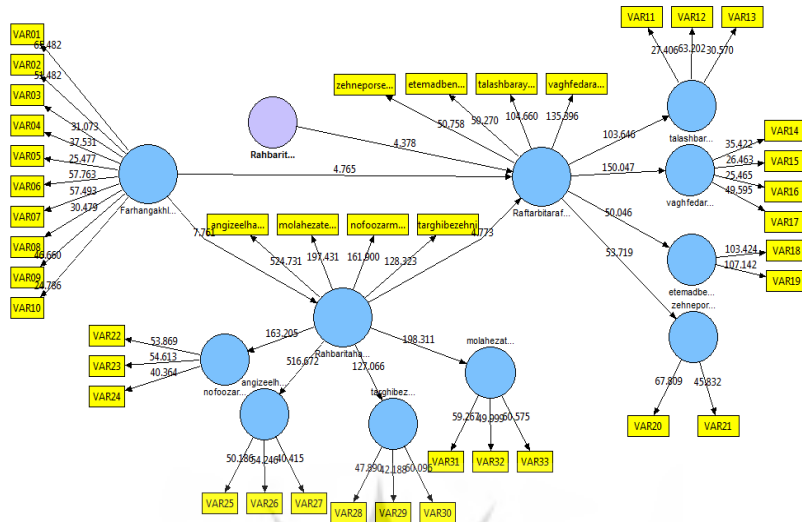 VAR01
VAR02
VAR03
VAR04
VAR05
VAR06
VAR07
VAR08
VAR09
VAR10
65.482
51.482
31.073
37.531
25.477
57.763
57.493
30.479
46.660
24.786
Farhangakhl...
Rahbarit...
4.378
4.765
7.761
zehneporse...
etemadben...
talashbaray...
vaghfedara...
50.758
50.270
104.660
135.396
Raftarbitaraf...
VAR11
VAR12
VAR13
27.406
63.202
30.570
talashbar...
103.646
150.047
50.046
53.719
VAR14
VAR15
VAR16
VAR17
35.422
26.463
25.465
49.595
vaghfedar...
VAR18
VAR19
103.424
107.142
etemadbe...
zehnepor...
67.809
45.832
VAR20
VAR21
angizeelha...
molahezate...
nofoozarm...
targhibezehni
524.731
197.431
161.900
128.323
Rahbaritaha...
163.205
516.672
127.066
198.311
VAR22
VAR23
VAR24
53.869
54.613
40.364
nofoozar...
angizeelh...
50.186
54.246
40.415
VAR25
VAR26
VAR27
targhibez...
47.890
42.188
60.096
VAR28
VAR29
VAR30
molahezat...
59.267
49.999
60.575
VAR31
VAR32
VAR33